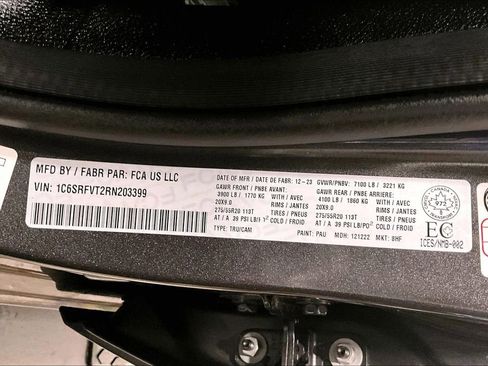 MFD BY / FABR PAR: FCA US LLC
VIN: 1C6SRFVT2RN203399
DATE OF MFR / DATE DE FABR: 12-23 GVWR/PNBV: 7100 LB / 3221 KG
GAWR FRONT / PNBE AVANT:
3900 LB / 1770 KG WITH / AVEC
20X9.0 RIMS / JANTES
275/55R20 113T TIRES / PNEUS
AT / A 39 PSI/LB/ COLD / FROID
TYPE: TRU/CAM
GAWR REAR / PNBE ARRIERE:
4100 LB / 1860 KG WITH / AVEC
20X9.0 RIMS / JANTES
275/55R20 113T TIRES / PNEUS
AT / A 39 PSI/LB/PO² COLD / FROID
PAINT: PAU MDH: 121222 MKT: BHF
972
EC
ICES/NMB-002